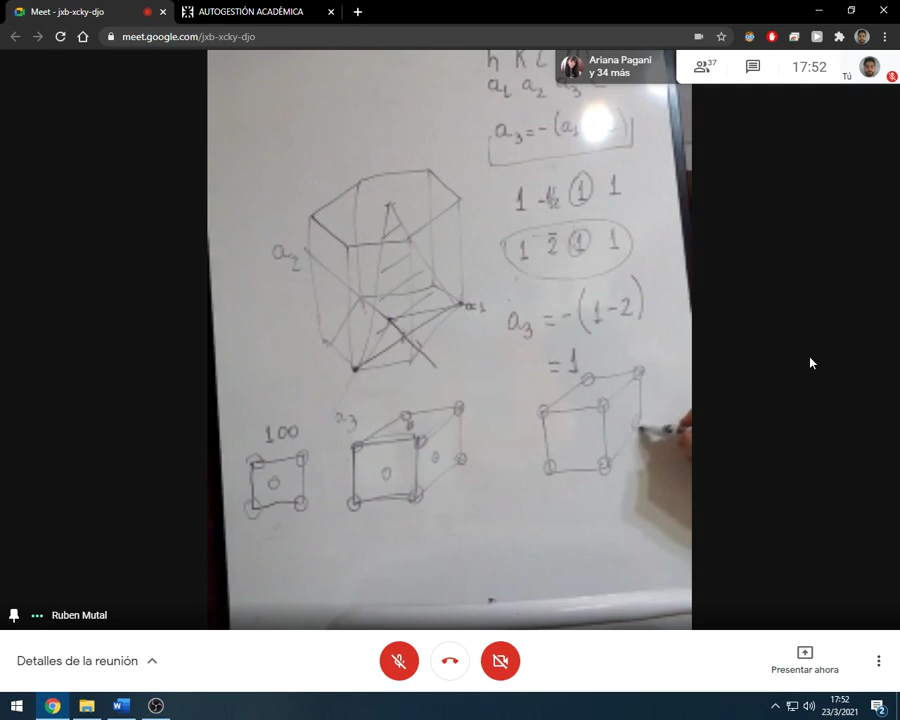 Meet - jxb-xcky-djo
AUTOGESTIÓN ACADÉMICA
meet.google.com/jxb-xcky-djo
Ariana Pagani
y 34 más
37
17:52
Tú
h K
a₁ a₂ a₃
a₃ = -(a₁
1 -½ 1 1
1 2̄ 1 1
a₃ = -(1-2)
= 1
a₂
a1
a₃
100
Ruben Mutal
Detalles de la reunión
Presentar ahora
17:52
23/3/2021
2